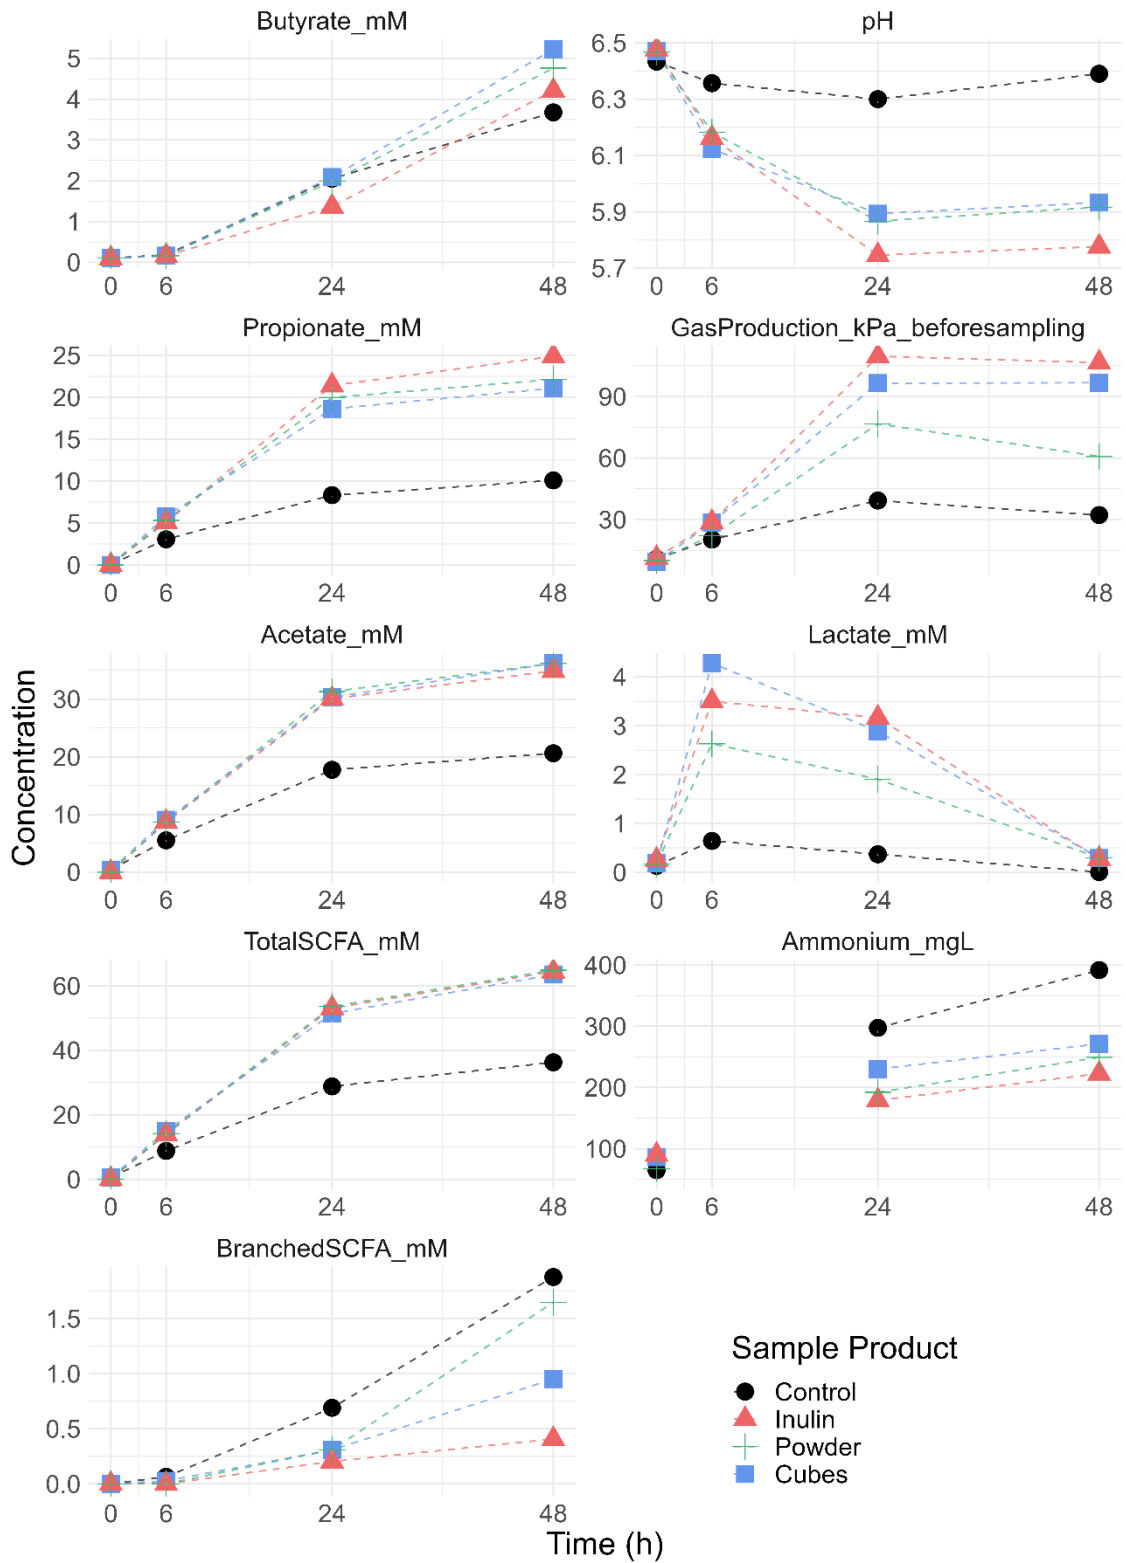 Butyrate_mM
5
4
3
2
1
0
0 6 24 48
pH
6.5
6.3
6.1
5.9
5.7
0 6 24 48
Propionate_mM
25
20
15
10
5
0
0 6 24 48
GasProduction_kPa_beforesampling
90
60
30
0 6 24 48
Acetate_mM
30
20
10
0
0 6 24 48
Lactate_mM
4
3
2
1
0
0 6 24 48
TotalSCFA_mM
60
40
20
0
0 6 24 48
Ammonium_mgL
400
300
200
100
0 6 24 48
BranchedSCFA_mM
1.5
1.0
0.5
0.0
0 6 24 48
Concentration
Time (h)
Sample Product
Control
Inulin
Powder
Cubes